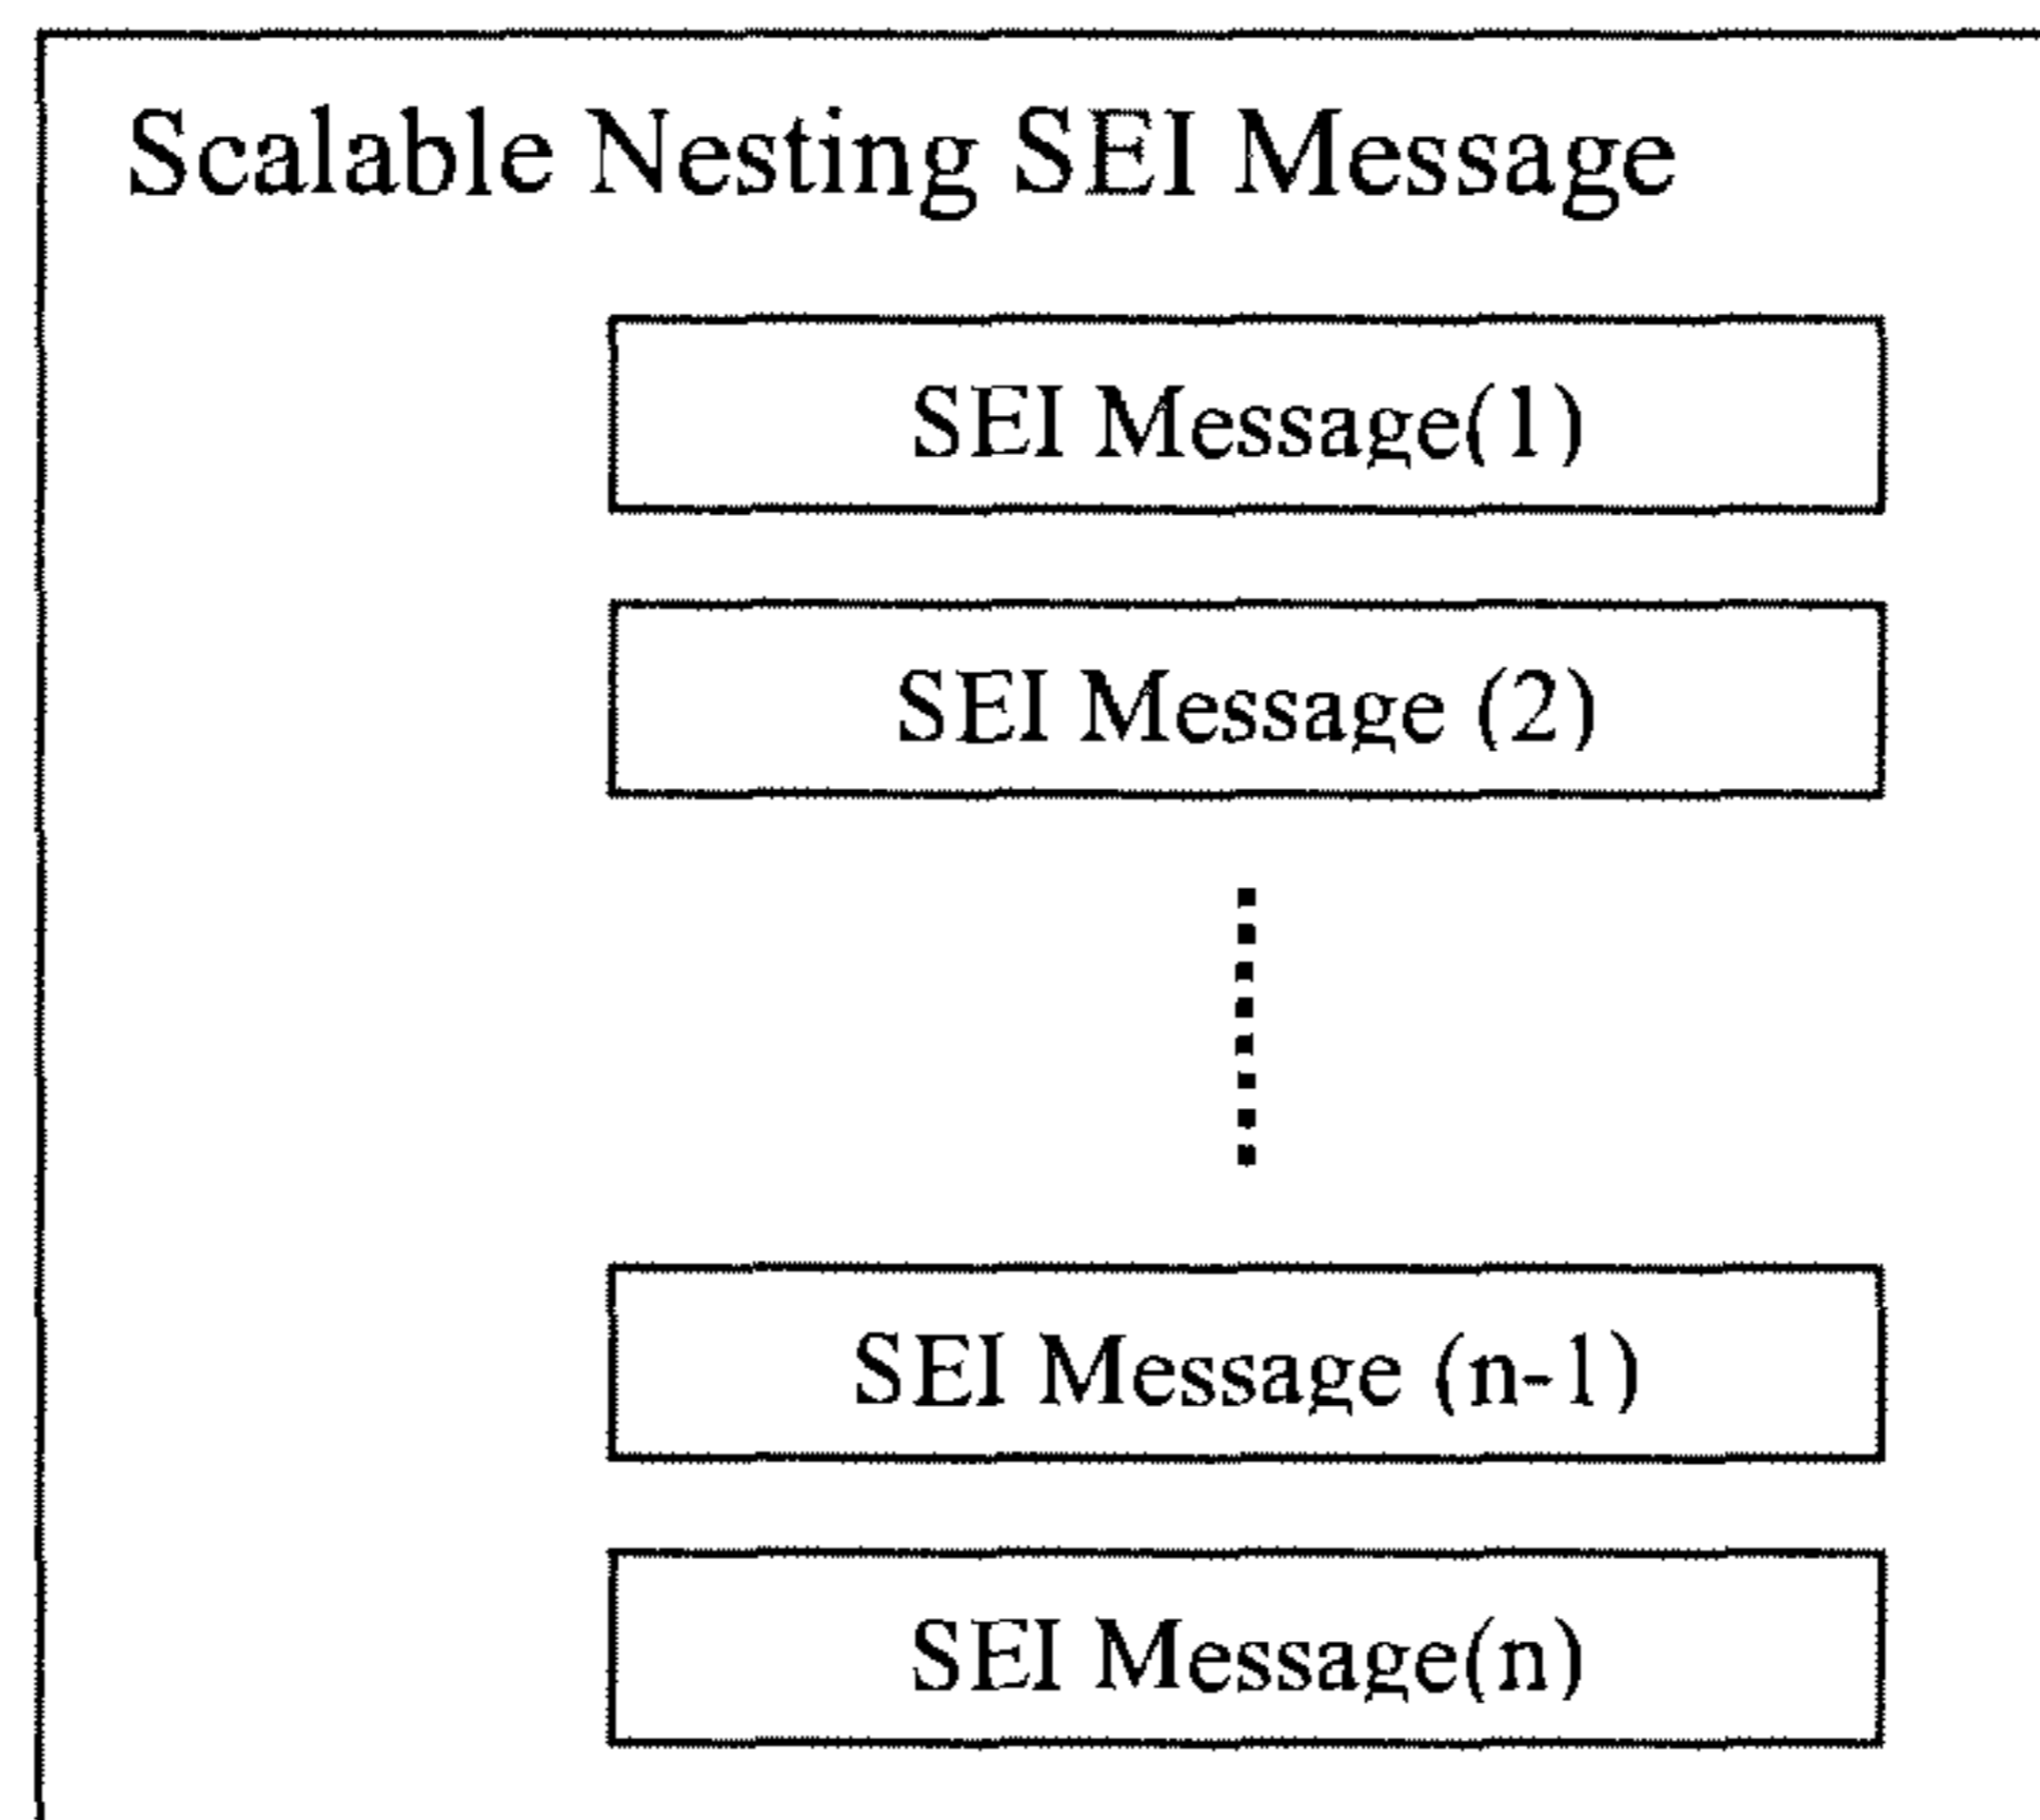 Scalable Nesting SEI Message
SEI Message(1)
SEI Message (2)
SEI Message (n-1)
SEI Message(n)